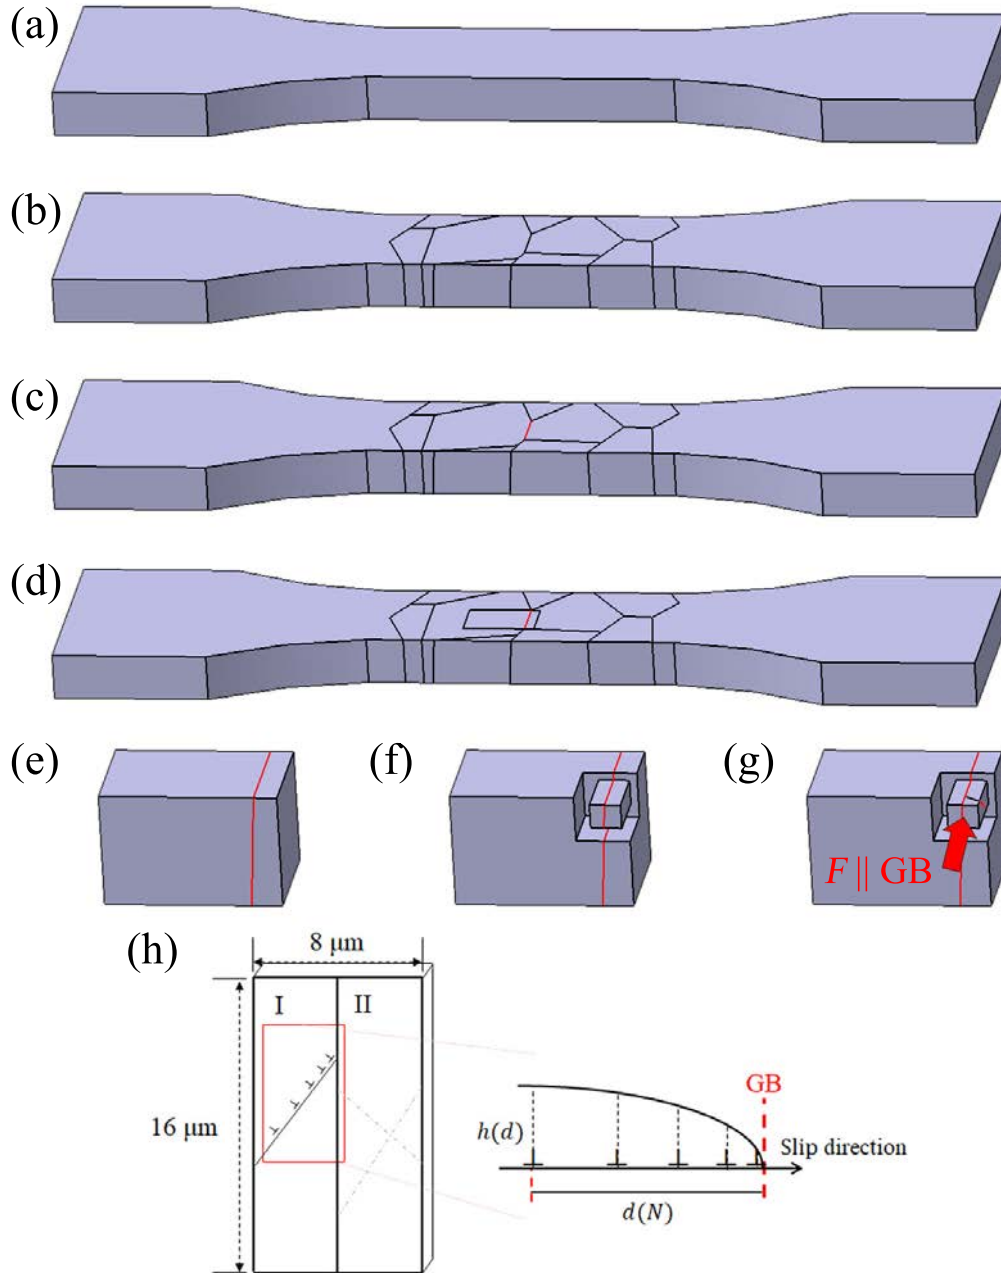 (a)
(b)
(c)
(d)
(e)
(f)
(g)
F || GB
(h)
8 μm
I
II
16 μm
GB
h(d)
Slip direction
d(N)